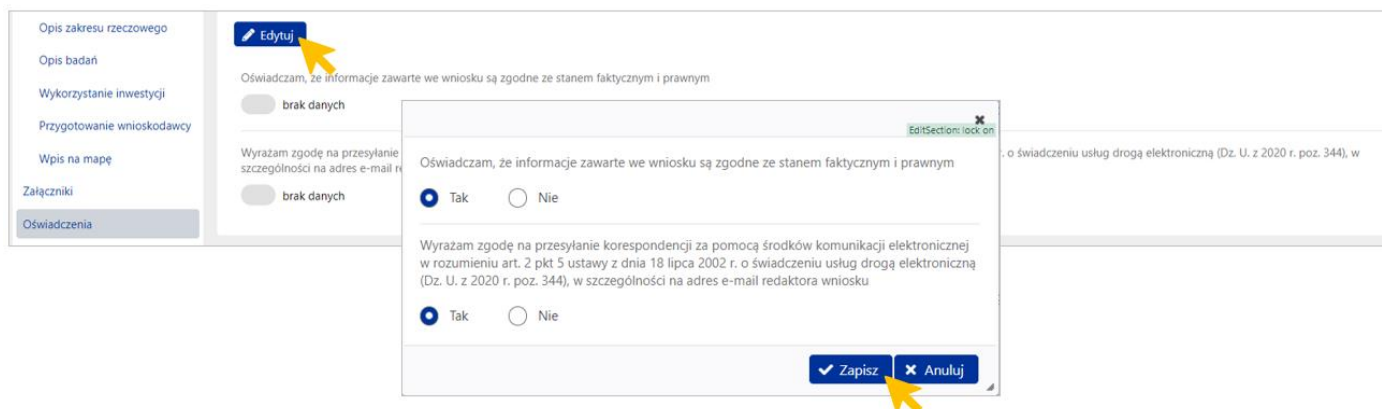 Opis zakresu rzeczowego
Opis badań
Wykorzystanie inwestycji
Przygotowanie wnioskodawcy
Wpis na mapę
Załączniki
Oświadczenia
Edytuj
Oświadczam, że informacje zawarte we wniosku są zgodne ze stanem faktycznym i prawnym
brak danych
Wyrażam zgodę na przesyłanie
. o świadczeniu usług drogą elektroniczną (Dz. U. z 2020 r. poz. 344), w
szczególności na adres e-mail
brak danych
EditSection: lock on
Oświadczam, że informacje zawarte we wniosku są zgodne ze stanem faktycznym i prawnym
Tak Nie
Wyrażam zgodę na przesyłanie korespondencji za pomocą środków komunikacji elektronicznej
w rozumieniu art. 2 pkt 5 ustawy z dnia 18 lipca 2002 r. o świadczeniu usług drogą elektroniczną
(Dz. U. z 2020 r. poz. 344), w szczególności na adres e-mail redaktora wniosku
Tak Nie
Zapisz Anuluj